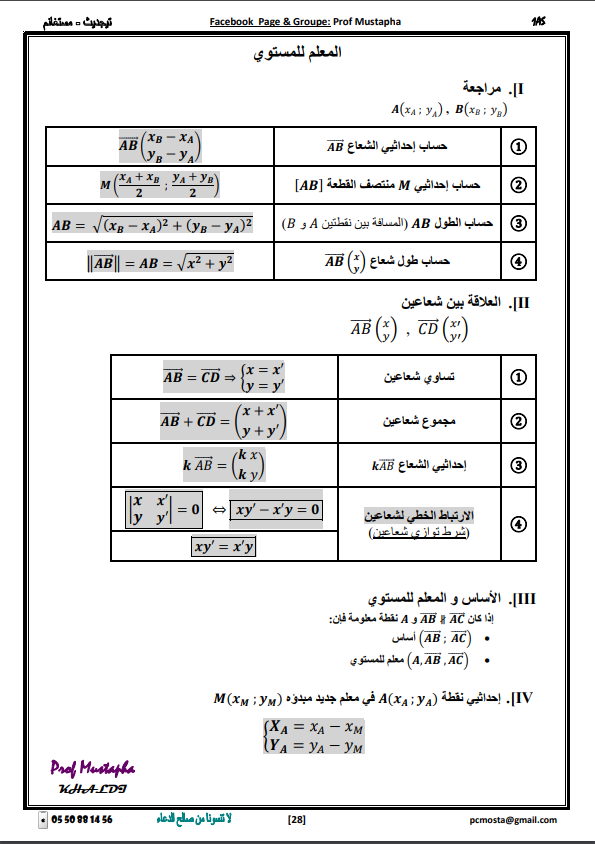 تيجديث - مستغانم Facebook Page & Groupe: Prof Mustapha 1AS
المعلم للمستوي
I]. مراجعة
A(x_A ; y_A) , B(x_B ; y_B)
① حساب إحداثيي الشعاع \overrightarrow{AB} \overrightarrow{AB}\begin{pmatrix} x_B - x_A \\ y_B - y_A \end{pmatrix}
② حساب إحداثيي M منتصف القطعة [AB] M\left(\frac{x_A + x_B}{2} ; \frac{y_A + y_B}{2}\right)
③ حساب الطول AB (المسافة بين نقطتين A و B) AB = \sqrt{(x_B - x_A)^2 + (y_B - y_A)^2}
④ حساب طول شعاع \overrightarrow{AB}\begin{pmatrix} x \\ y \end{pmatrix} \|\overrightarrow{AB}\| = AB = \sqrt{x^2 + y^2}
II]. العلاقة بين شعاعين
\overrightarrow{AB}\begin{pmatrix} x \\ y \end{pmatrix} , \overrightarrow{CD}\begin{pmatrix} x' \\ y' \end{pmatrix}
① تساوي شعاعين \overrightarrow{AB} = \overrightarrow{CD} ⇒ \begin{cases} x = x' \\ y = y' \end{cases}
② مجموع شعاعين \overrightarrow{AB} + \overrightarrow{CD} = \begin{pmatrix} x + x' \\ y + y' \end{pmatrix}
③ إحداثيي الشعاع k\overrightarrow{AB} k \overrightarrow{AB} = \begin{pmatrix} k x \\ k y \end{pmatrix}
④ الارتباط الخطي لشعاعين \begin{vmatrix} x & x' \\ y & y' \end{vmatrix} = 0 ⇔ xy' − x'y = 0
(شرط توازي شعاعين) xy' = x'y
III]. الأساس و المعلم للمستوي
إذا كان \overrightarrow{AB} ∦ \overrightarrow{AC} و A نقطة معلومة فإن:
• (\overrightarrow{AB} ; \overrightarrow{AC}) أساس
• (A, \overrightarrow{AB} , \overrightarrow{AC}) معلم للمستوي
IV]. إحداثيي نقطة A(x_A ; y_A) في معلم جديد مبدؤه M(x_M ; y_M)
\begin{cases} X_A = x_A - x_M \\ Y_A = y_A - y_M \end{cases}
Prof Mustapha
KHALDI
05 50 88 14 56 لا تنسونا من صالح الدعاء [28] pcmosta@gmail.com